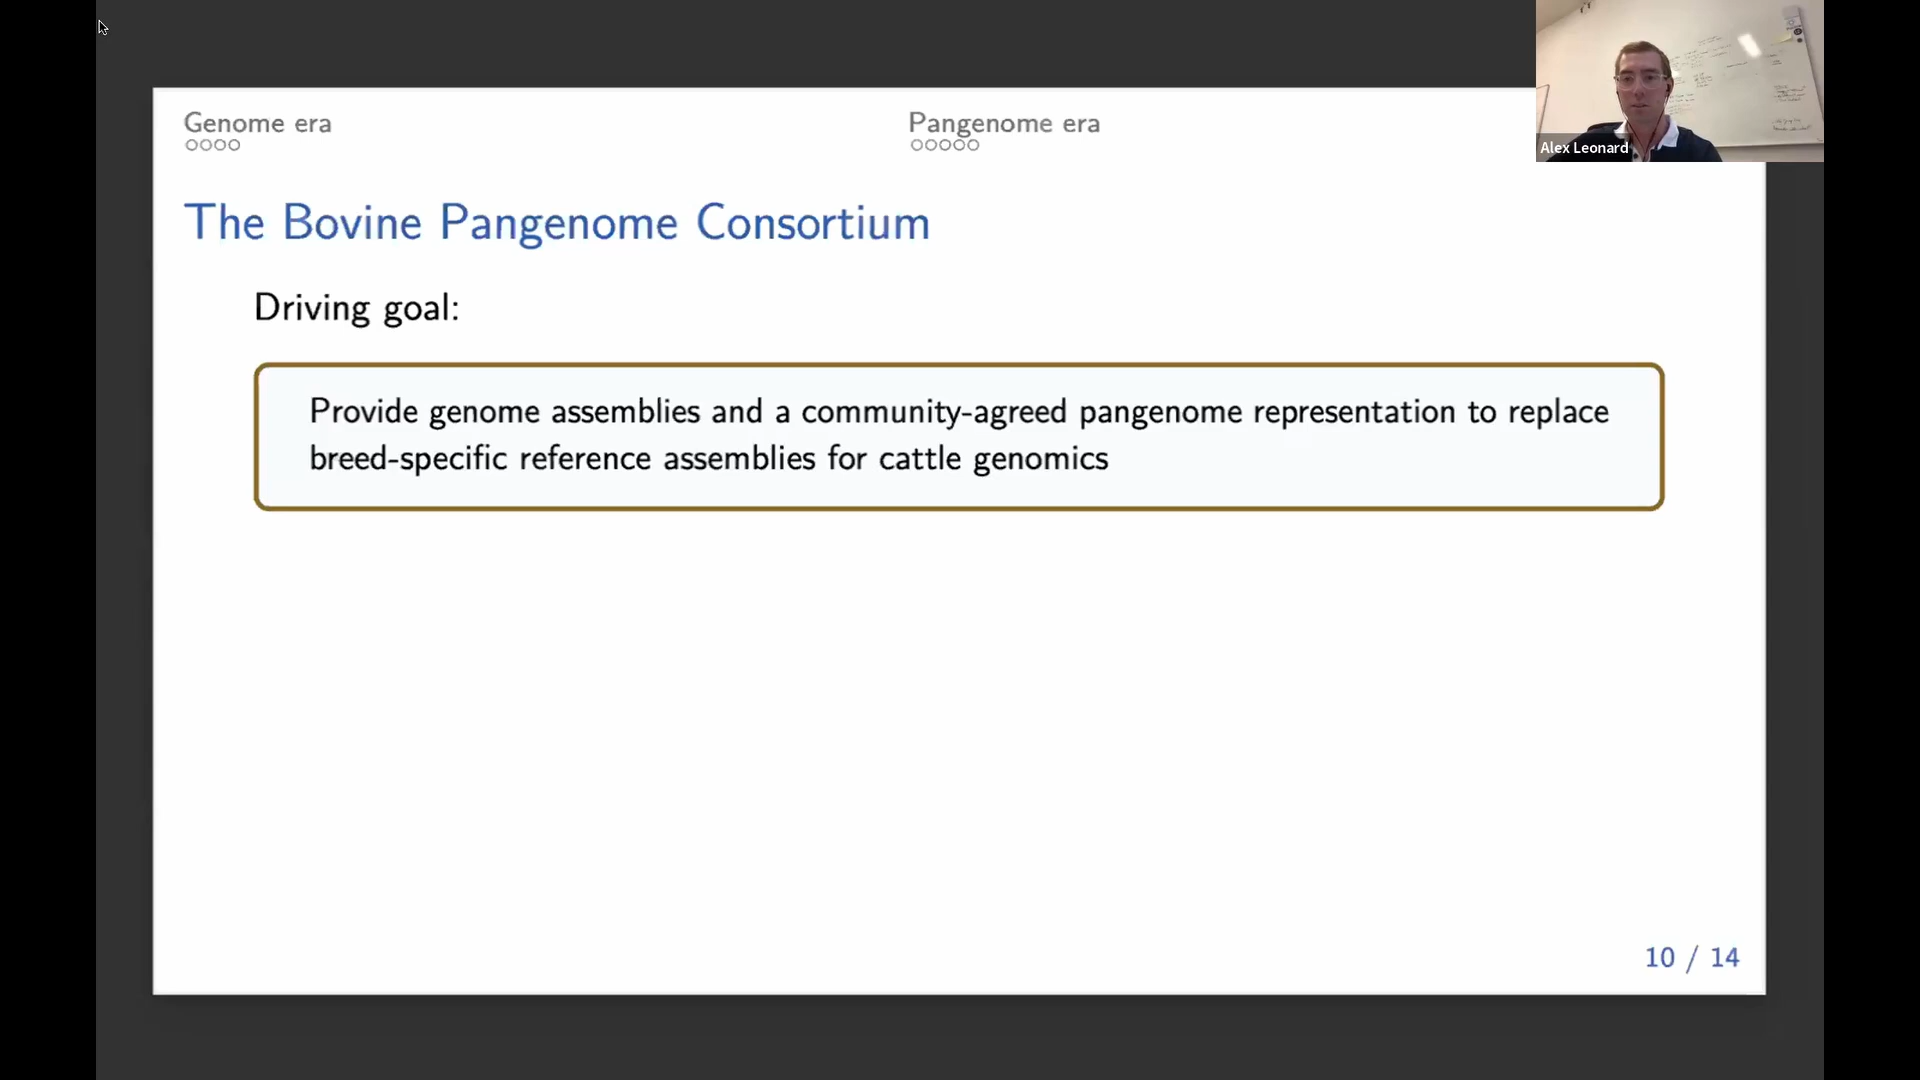 Genome era
Pangenome era
Alex Leonard
The Bovine Pangenome Consortium
Driving goal:
Provide genome assemblies and a community-agreed pangenome representation to replace
breed-specific reference assemblies for cattle genomics
10 / 14